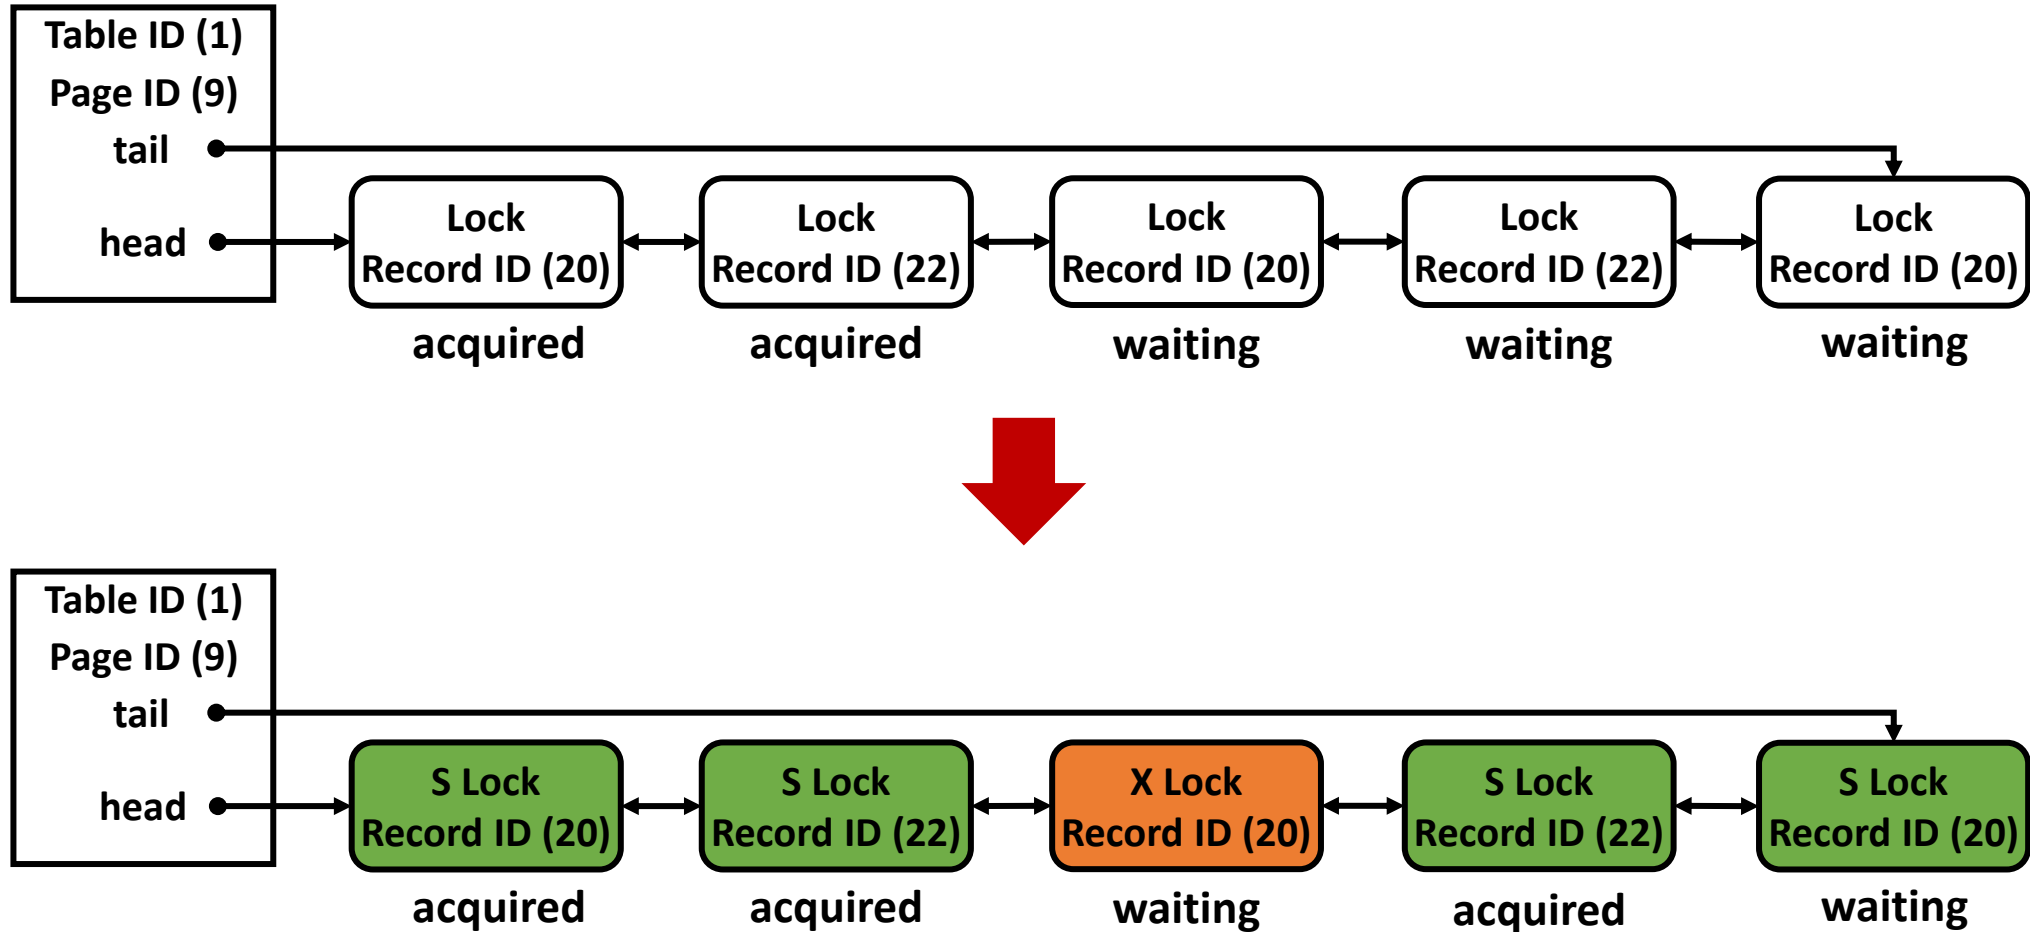 Table ID (1)
Page ID (9)
tail
head
Lock
Record ID (20)
acquired
Lock
Record ID (22)
acquired
Lock
Record ID (20)
waiting
Lock
Record ID (22)
waiting
Lock
Record ID (20)
waiting
Table ID (1)
Page ID (9)
tail
head
S Lock
Record ID (20)
acquired
S Lock
Record ID (22)
acquired
X Lock
Record ID (20)
waiting
S Lock
Record ID (22)
acquired
S Lock
Record ID (20)
waiting